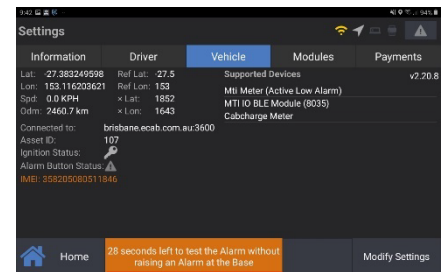 9:42
94%
Settings
Information Driver Vehicle Modules Payments
Lat: -27.383249598 Ref Lat: -27.5 Supported Devices v2.20.8
Lon: 153.116203621 Ref Lon: 153
Spd: 0.0 KPH × Lat: 1852 Mti Meter (Active Low Alarm)
Odm: 2460.7 km × Lon: 1643 MTI IO BLE Module (8035)
Cabcharge Meter
Connected to: brisbane.ecab.com.au:3600
Asset ID: 107
Ignition Status:
Alarm Button Status:
IMEI: 358205080511846
Home
28 seconds left to test the Alarm without
raising an Alarm at the Base
Modify Settings